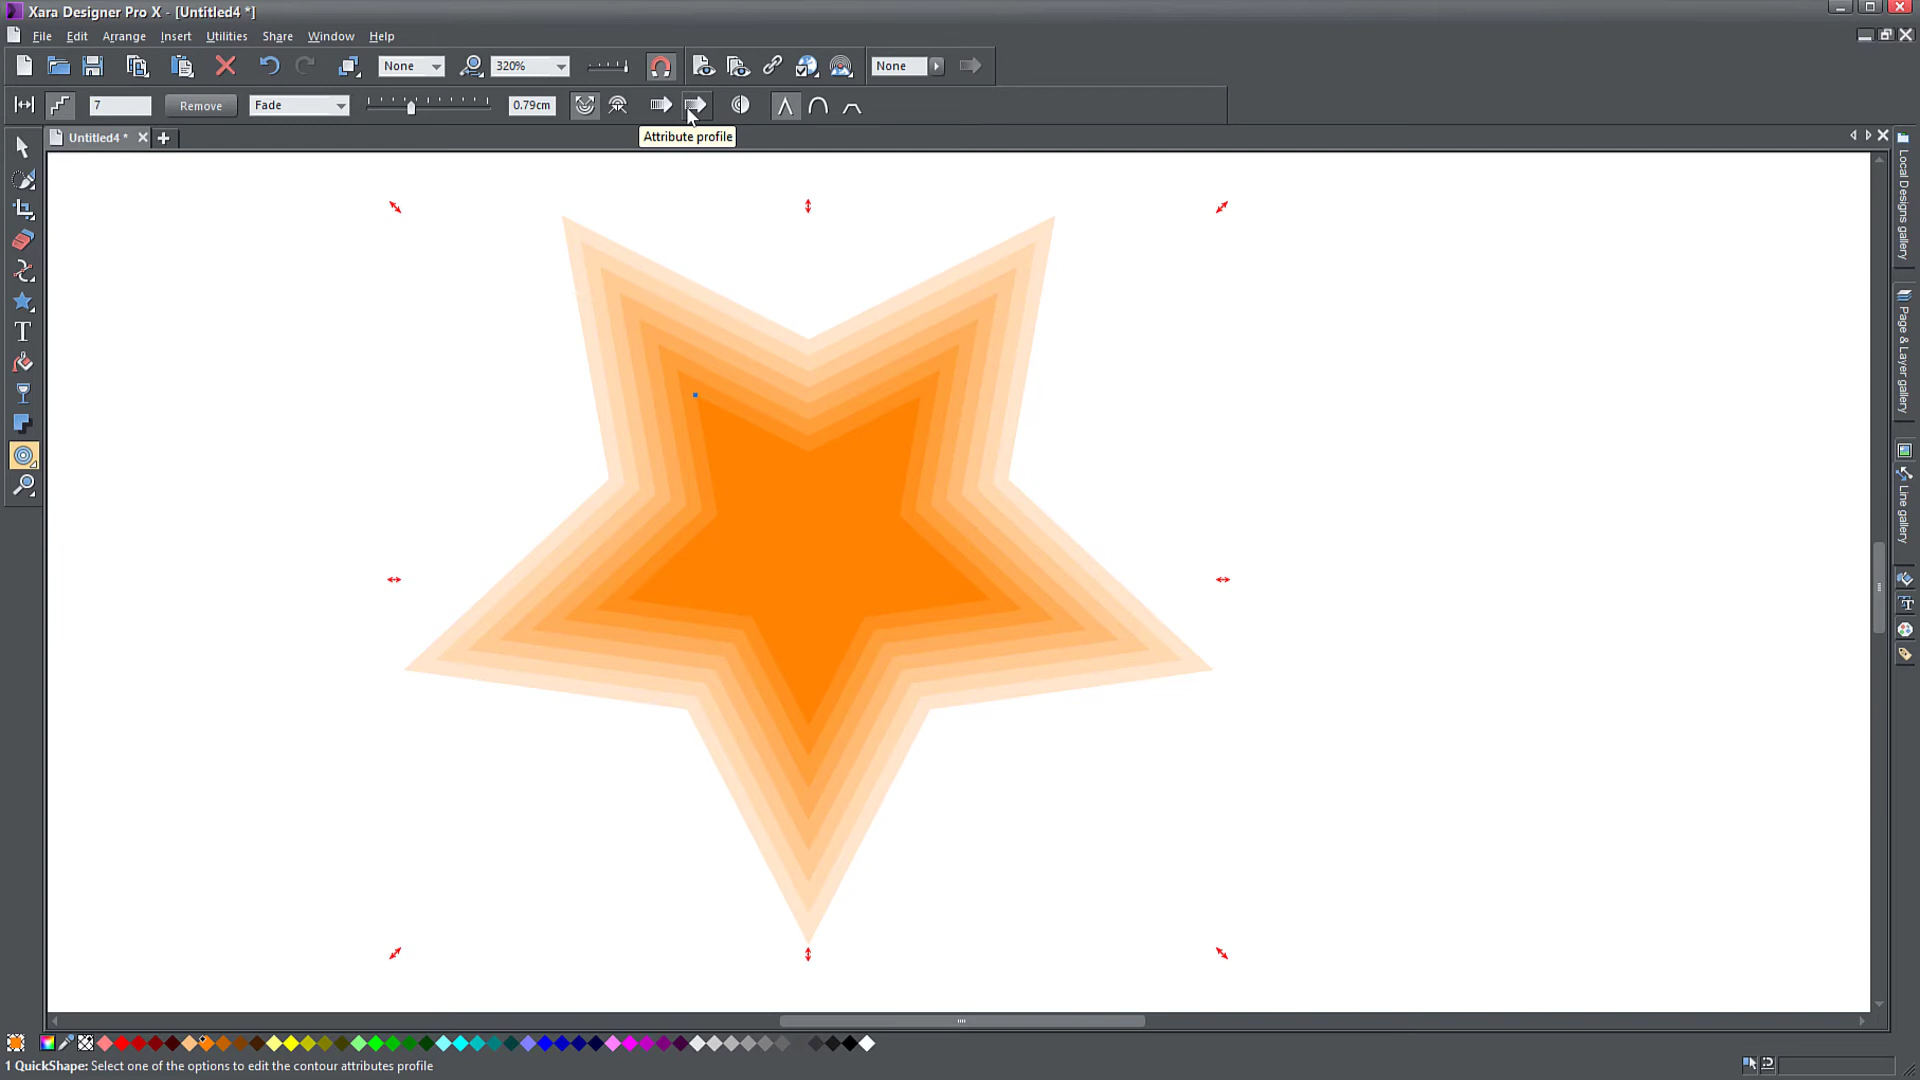 Xara Designer Pro X - [Untitled4 *]
File Edit Arrange Insert Utilities Share Window Help
None 320% None
7 Remove Fade 0.79cm
Attribute profile
Untitled4 *
Local Designs gallery
Page & Layer gallery
Line gallery
1 QuickShape: Select one of the options to edit the contour attributes profile